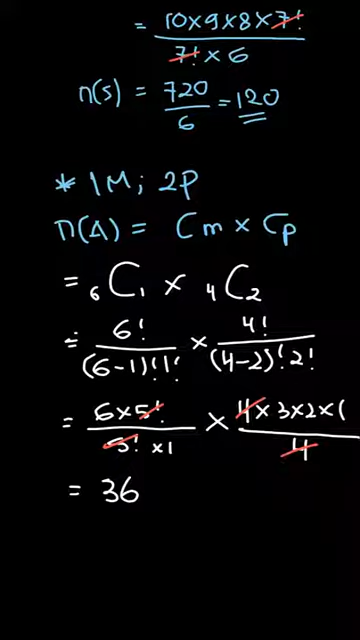 = 10×9×8×7! / 7!×6
n(s) = 720/6 = 120
* 1M; 2P
n(A) = Cm × Cp
= ₆C₁ × ₄C₂
= 6!/(6-1)!1! × 4!/(4-2)!2!
= 6×5!/5!×1 × 4×3×2×(/4
= 36